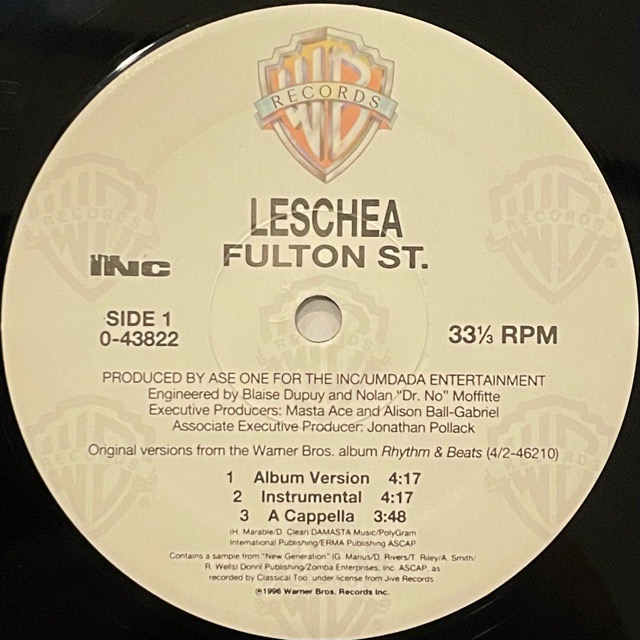 RECORDS
LESCHEA
FULTON ST.
THE INC
SIDE 1
0-43822
33⅓ RPM
PRODUCED BY ASE ONE FOR THE INC/UMDADA ENTERTAINMENT
Engineered by Blaise Dupuy and Nolan "Dr. No" Moffitte
Executive Producers: Masta Ace and Alison Ball-Gabriel
Associate Executive Producer: Jonathan Pollack
Original versions from the Warner Bros. album Rhythm & Beats (4/2-46210)
1 Album Version 4:17
2 Instrumental 4:17
3 A Cappella 3:48
(H. Marable/D. Clear) DAMASTA Music/PolyGram
International Publishing/ERMA Publishing ASCAP
Contains a sample from "New Generation" (G. Manus/D. Rivers/T. Riley/A. Smith/
R. Wells) Donril Publishing/Zomba Enterprises, Inc. ASCAP, as
recorded by Classical Too, under license from Jive Records
℗1996 Warner Bros. Records Inc.